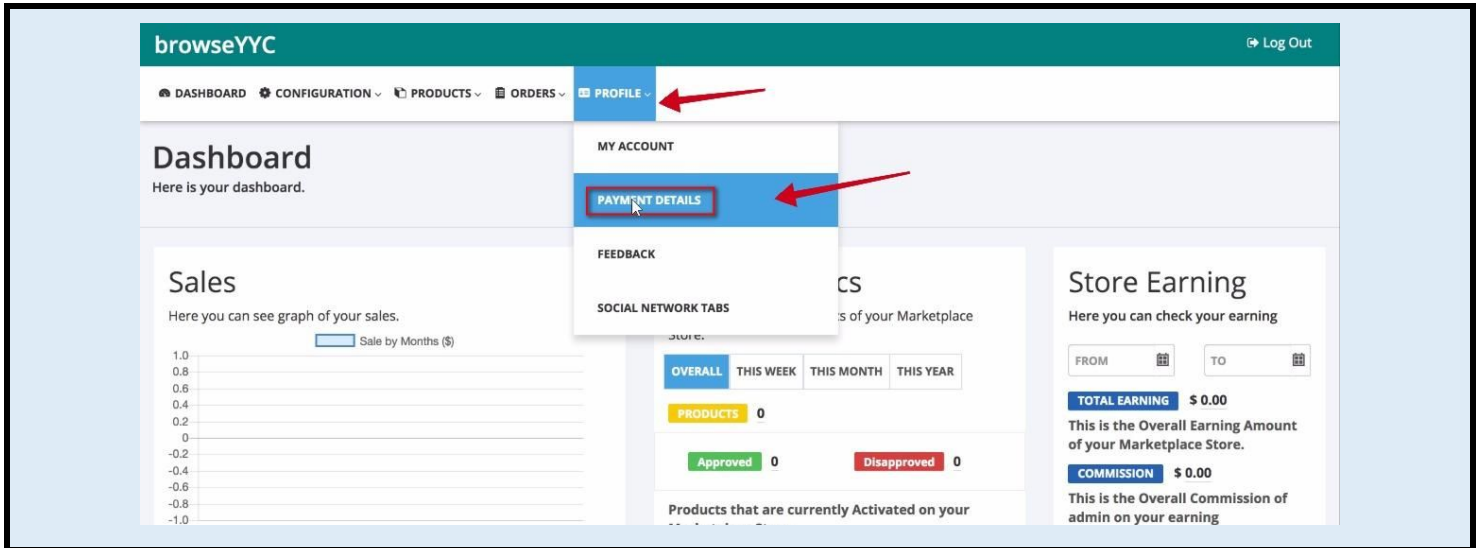 browseYYC
Log Out
DASHBOARD CONFIGURATION PRODUCTS ORDERS PROFILE
MY ACCOUNT
PAYMENT DETAILS
FEEDBACK
SOCIAL NETWORK TABS
Dashboard
Here is your dashboard.
Sales
Here you can see graph of your sales.
Sale by Months ($)
1.0
0.8
0.6
0.4
0.2
0
-0.2
-0.4
-0.6
-0.8
-1.0
cs
of your Marketplace
Store.
OVERALL THIS WEEK THIS MONTH THIS YEAR
PRODUCTS 0
Approved 0 Disapproved 0
Products that are currently Activated on your
Store Earning
Here you can check your earning
FROM TO
TOTAL EARNING $ 0.00
This is the Overall Earning Amount
of your Marketplace Store.
COMMISSION $ 0.00
This is the Overall Commission of
admin on your earning